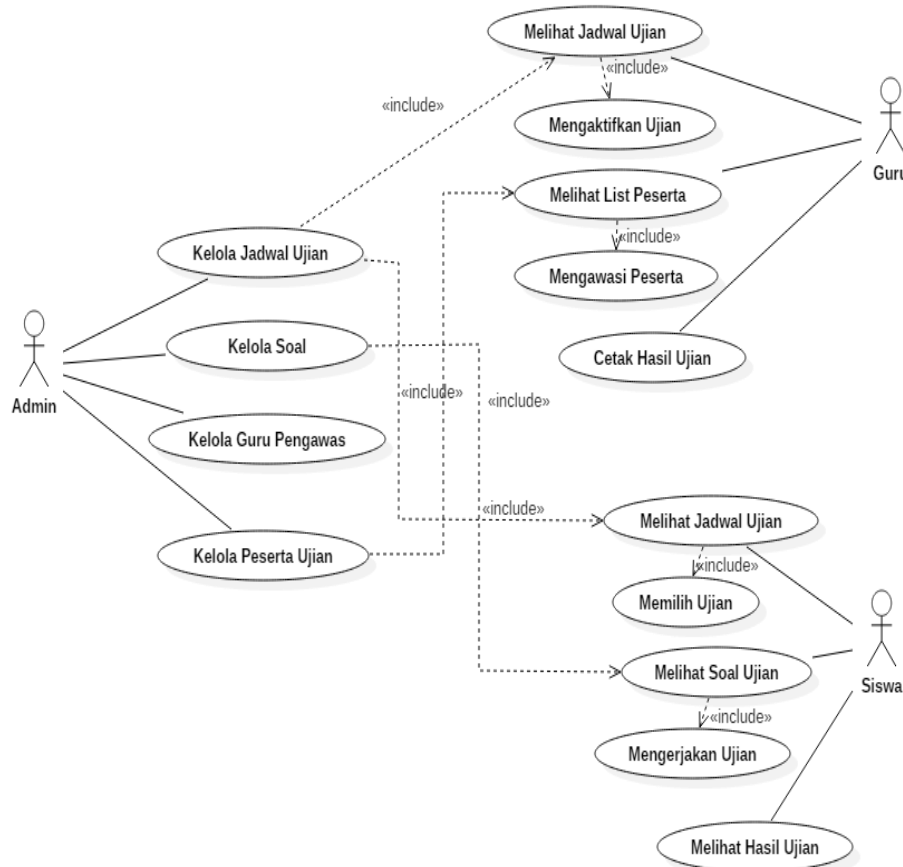 Melihat Jadwal Ujian
«include»
«include»
Mengaktifkan Ujian
Guru
Melihat List Peserta
«include»
Kelola Jadwal Ujian
Mengawasi Peserta
Kelola Soal
Cetak Hasil Ujian
Admin
«include»
«include»
Kelola Guru Pengawas
«include»
Melihat Jadwal Ujian
Kelola Peserta Ujian
«include»
Memilih Ujian
Melihat Soal Ujian
Siswa
«include»
Mengerjakan Ujian
Melihat Hasil Ujian